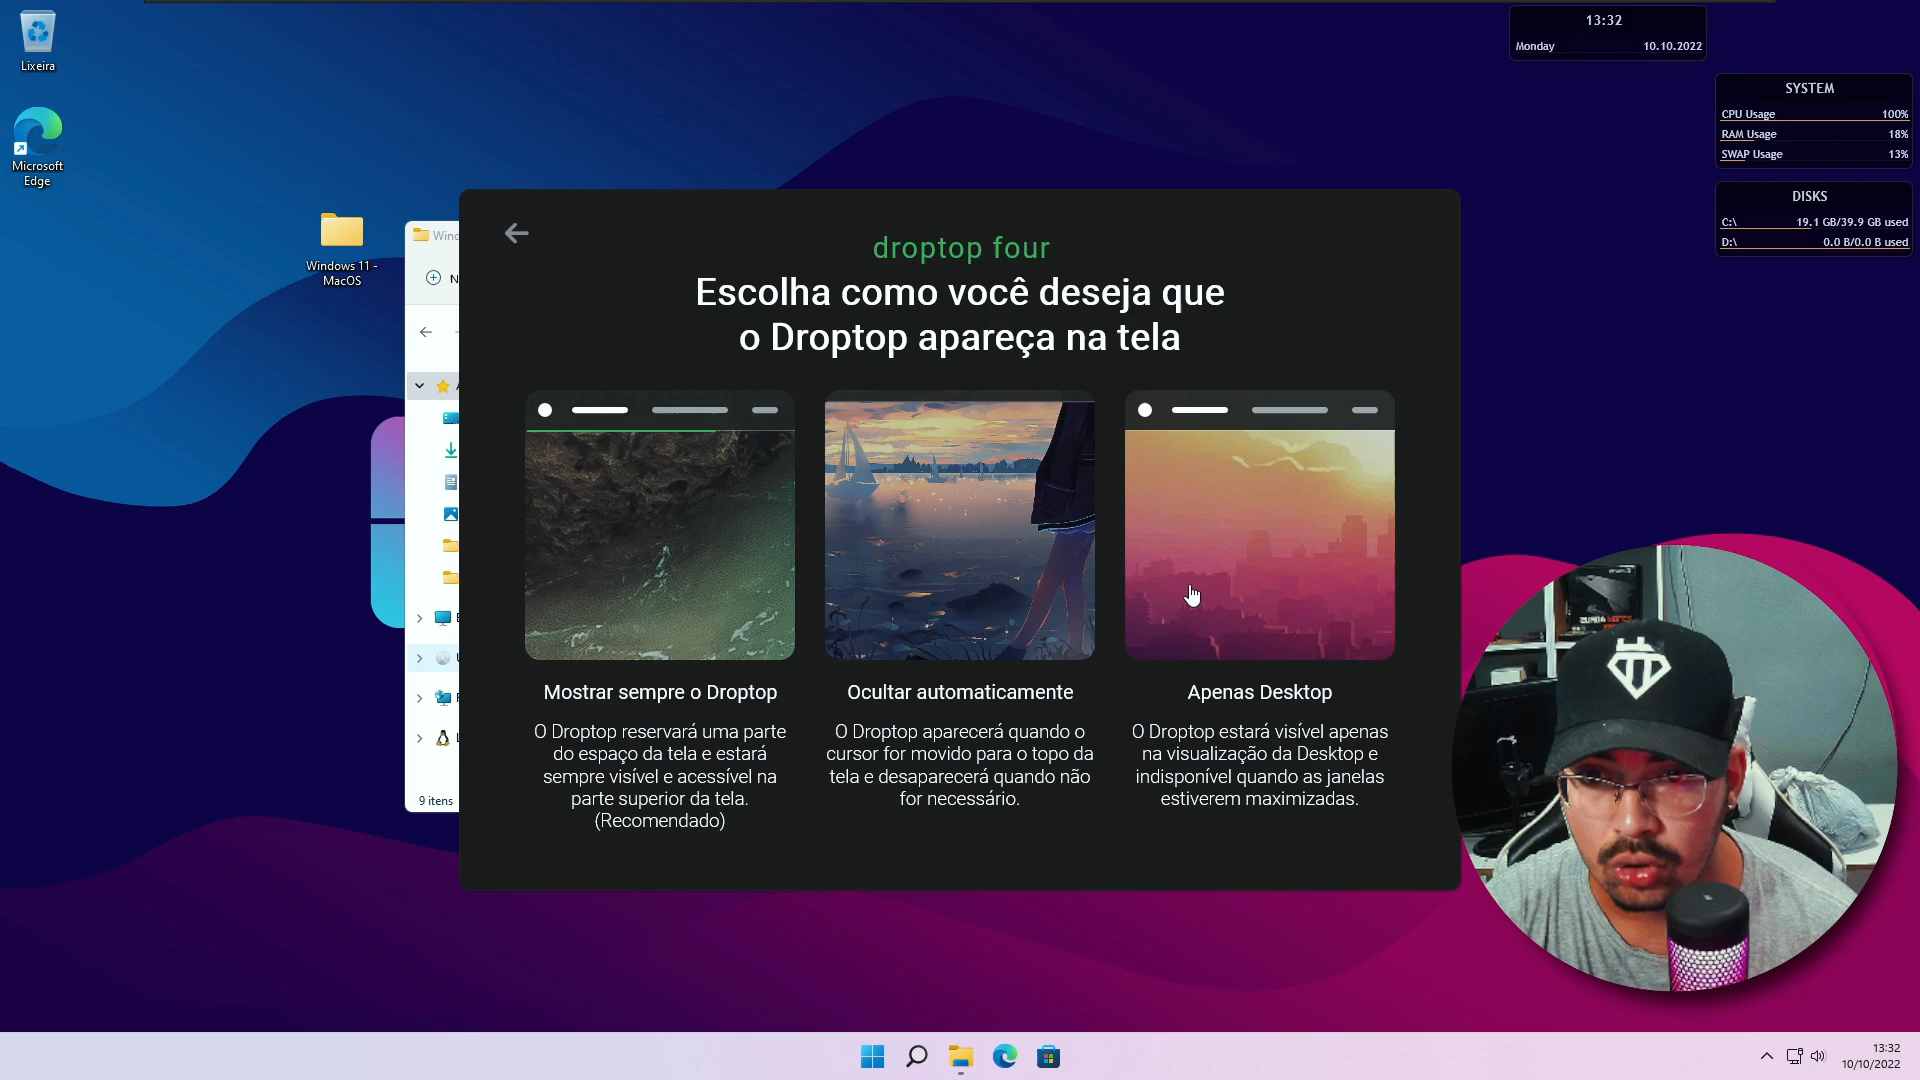 Lixeira
Microsoft
Edge
Windows 11 -
MacOS
Wind
N
9 itens
13:32
Monday 10.10.2022
SYSTEM
CPU Usage 100%
RAM Usage 18%
SWAP Usage 13%
DISKS
C:\ 19.1 GB/39.9 GB used
D:\ 0.0 B/0.0 B used
droptop four
Escolha como você deseja que
o Droptop apareça na tela
Mostrar sempre o Droptop
O Droptop reservará uma parte
do espaço da tela e estará
sempre visível e acessível na
parte superior da tela.
(Recomendado)
Ocultar automaticamente
O Droptop aparecerá quando o
cursor for movido para o topo da
tela e desaparecerá quando não
for necessário.
Apenas Desktop
O Droptop estará visível apenas
na visualização da Desktop e
indisponível quando as janelas
estiverem maximizadas.
13:32
10/10/2022